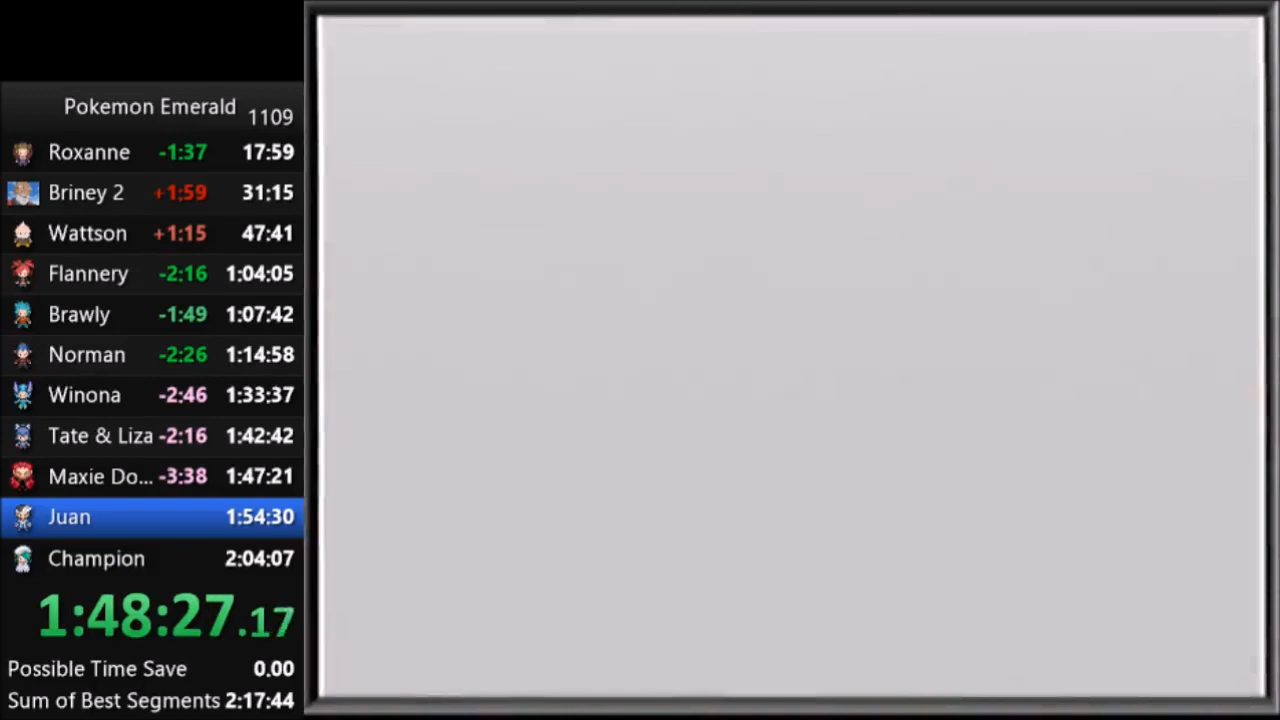 Pokemon Emerald 1109
Roxanne -1:37 17:59
Briney 2 +1:59 31:15
Wattson +1:15 47:41
Flannery -2:16 1:04:05
Brawly -1:49 1:07:42
Norman -2:26 1:14:58
Winona -2:46 1:33:37
Tate & Liza -2:16 1:42:42
Maxie Do... -3:38 1:47:21
Juan 1:54:30
Champion 2:04:07
1:48:27.17
Possible Time Save 0.00
Sum of Best Segments 2:17:44